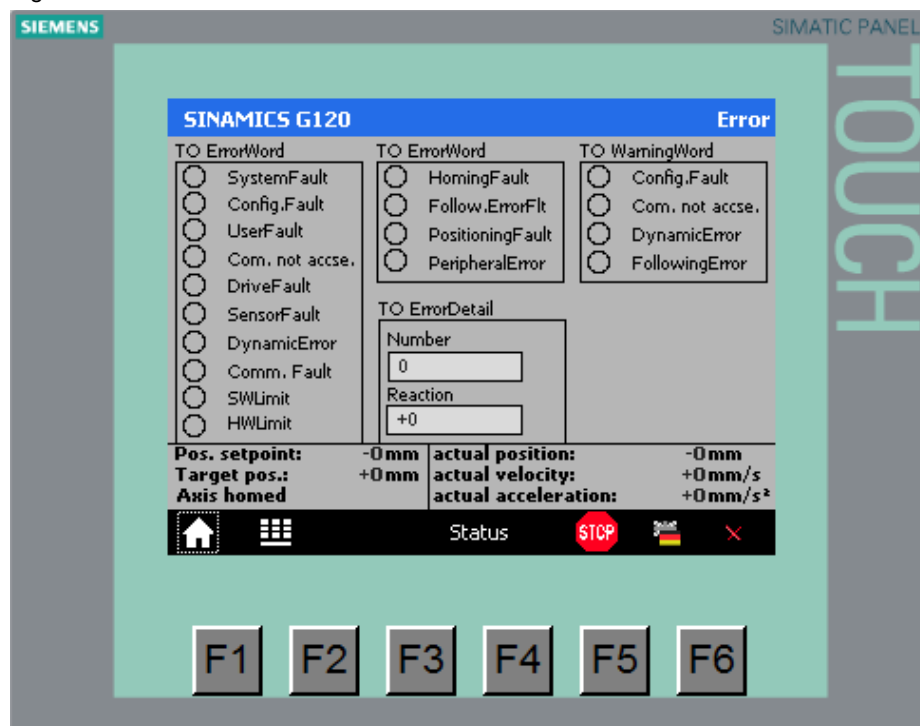 SIEMENS
SIMATIC PANEL
TOUCH
SINAMICS G120 Error
TO ErrorWord
SystemFault
Config.Fault
UserFault
Com. not accse.
DriveFault
SensorFault
DynamicError
Comm. Fault
SWLimit
HWLimit
TO ErrorWord
HomingFault
Follow.ErrorFlt
PositioningFault
PeripheralError
TO ErrorDetail
Number
0
Reaction
+0
TO WarningWord
Config.Fault
Com. not accse.
DynamicError
FollowingError
Pos. setpoint: -0mm
Target pos.: +0mm
Axis homed
actual position: -0mm
actual velocity: +0mm/s
actual acceleration: +0mm/s²
Status STOP
F1 F2 F3 F4 F5 F6